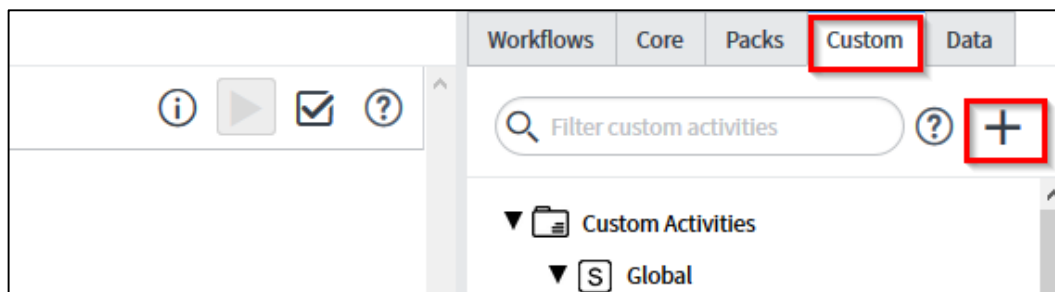 Workflows Core Packs Custom Data
Filter custom activities
Custom Activities
S Global